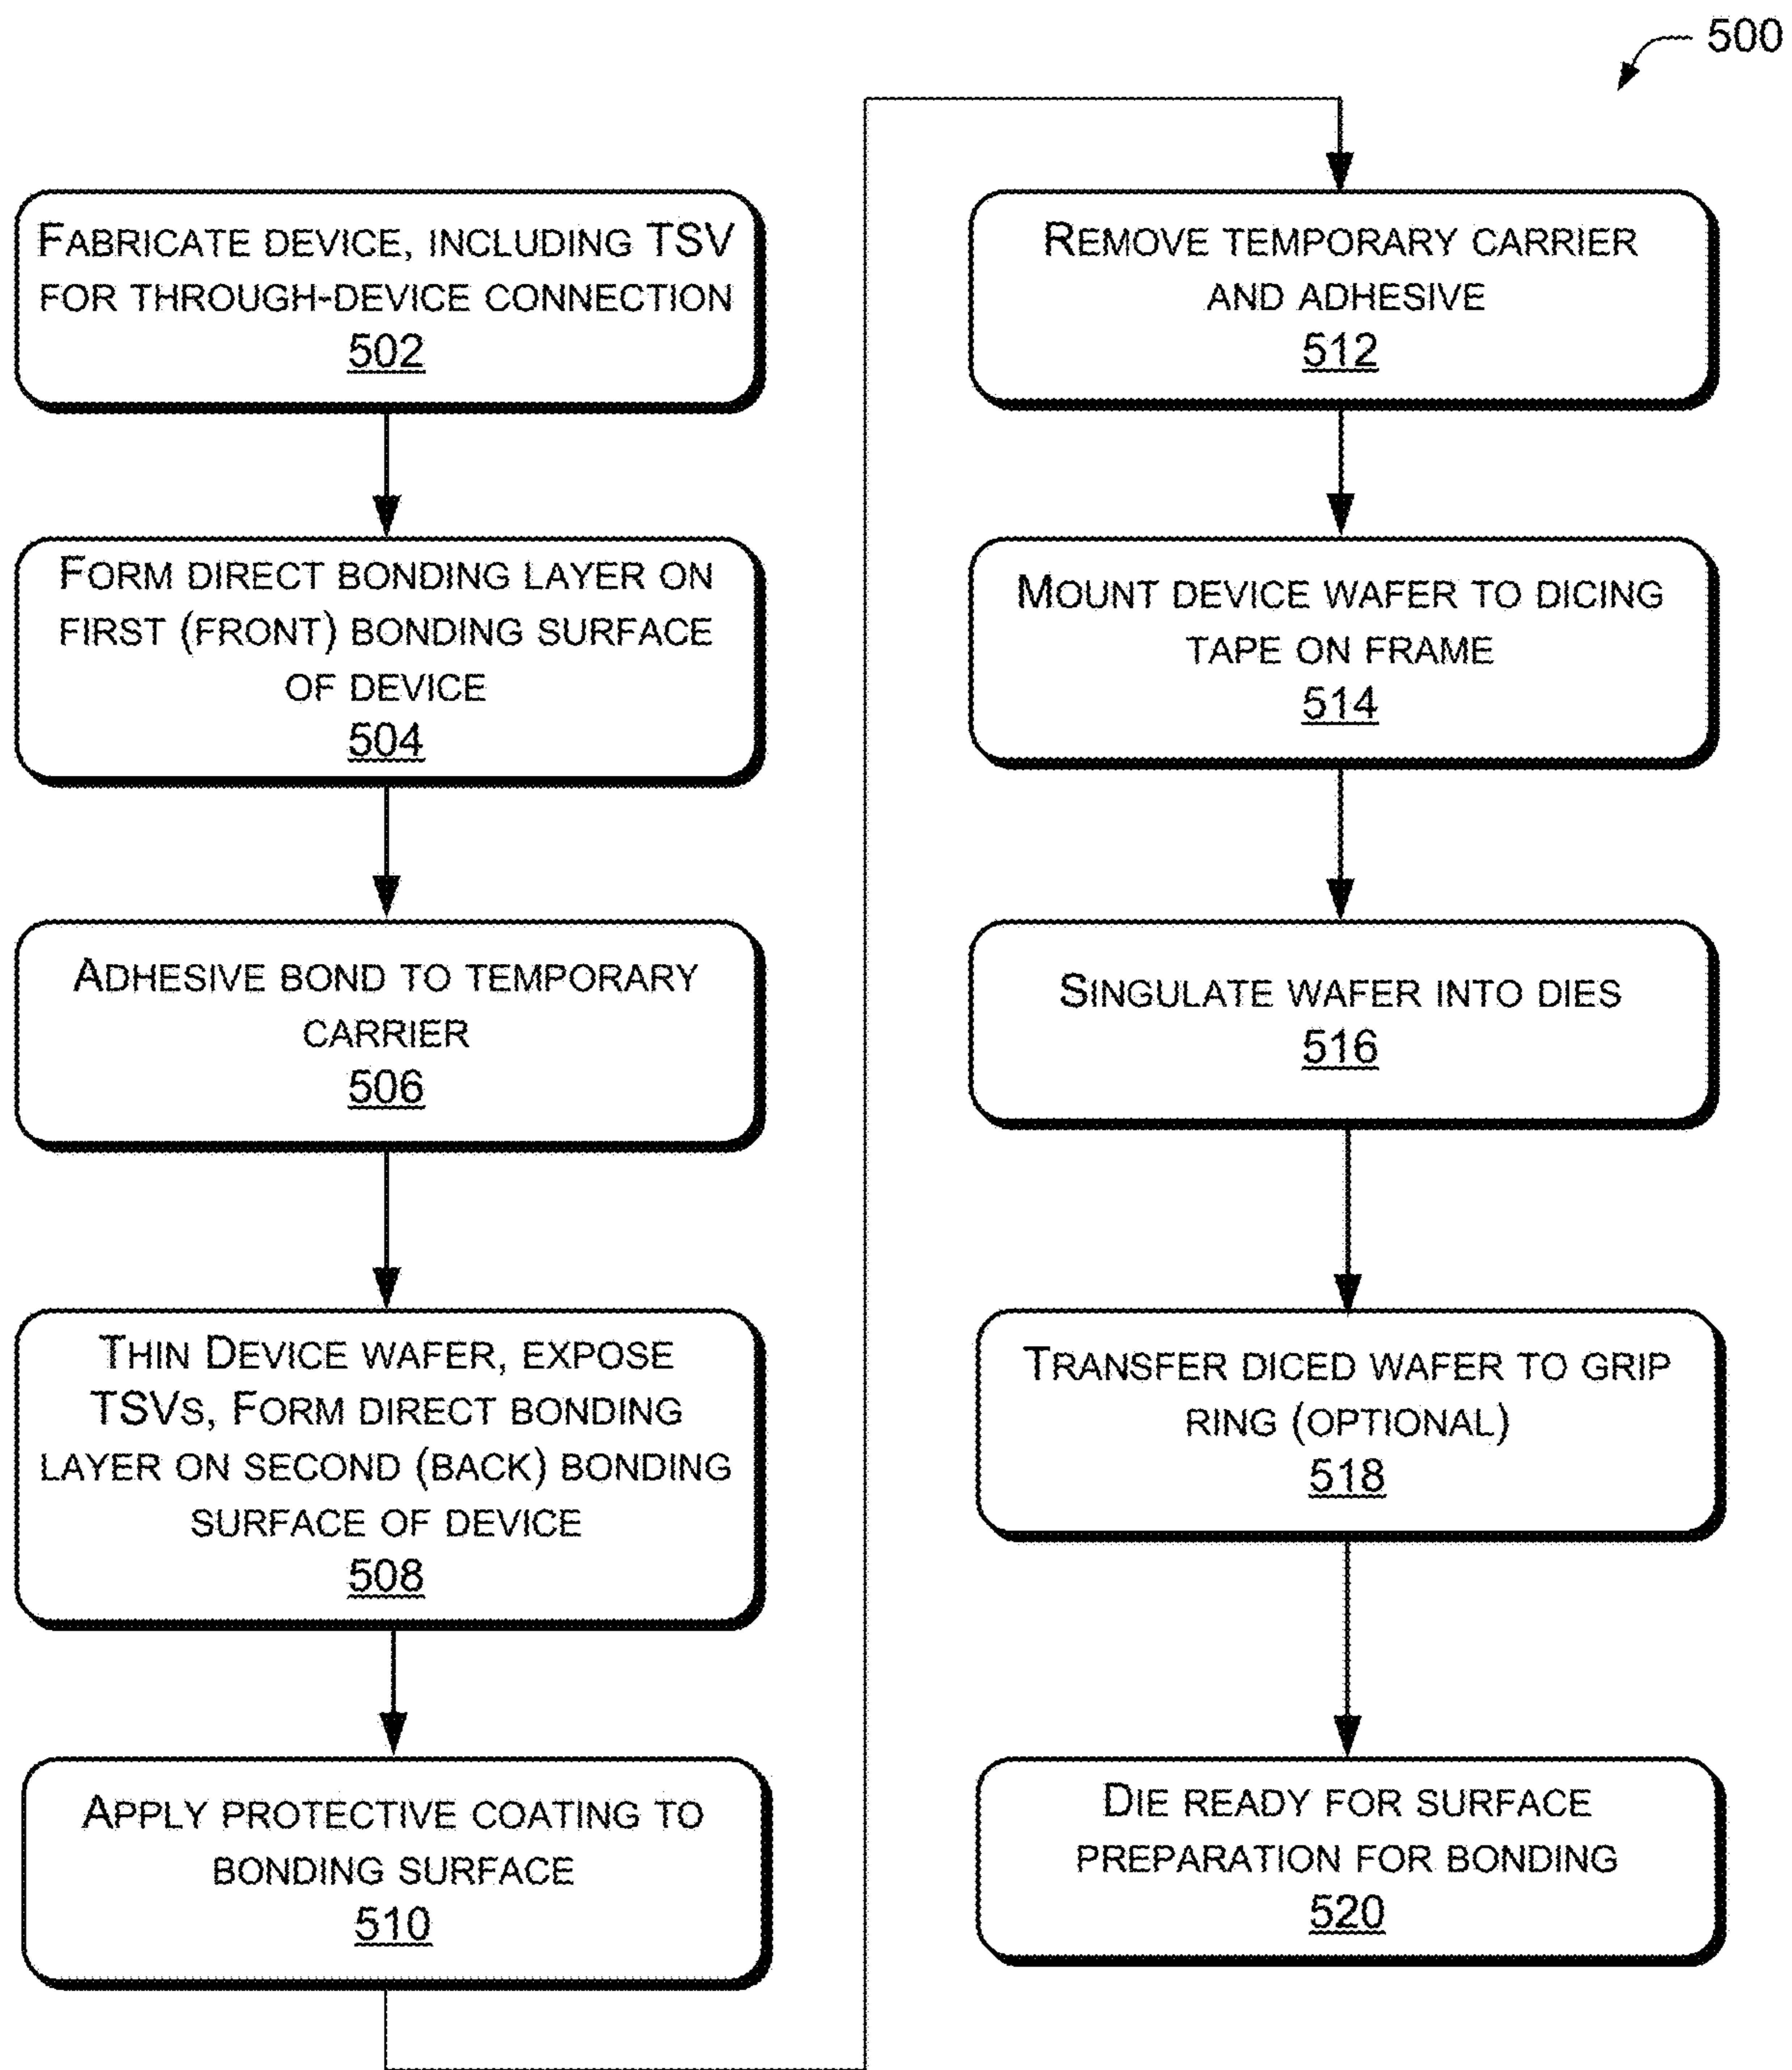 500
FABRICATE DEVICE, INCLUDING TSV
FOR THROUGH-DEVICE CONNECTION
502
FORM DIRECT BONDING LAYER ON
FIRST (FRONT) BONDING SURFACE
OF DEVICE
504
ADHESIVE BOND TO TEMPORARY
CARRIER
506
THIN DEVICE WAFER, EXPOSE
TSVS, FORM DIRECT BONDING
LAYER ON SECOND (BACK) BONDING
SURFACE OF DEVICE
508
APPLY PROTECTIVE COATING TO
BONDING SURFACE
510
REMOVE TEMPORARY CARRIER
AND ADHESIVE
512
MOUNT DEVICE WAFER TO DICING
TAPE ON FRAME
514
SINGULATE WAFER INTO DIES
516
TRANSFER DICED WAFER TO GRIP
RING (OPTIONAL)
518
DIE READY FOR SURFACE
PREPARATION FOR BONDING
520